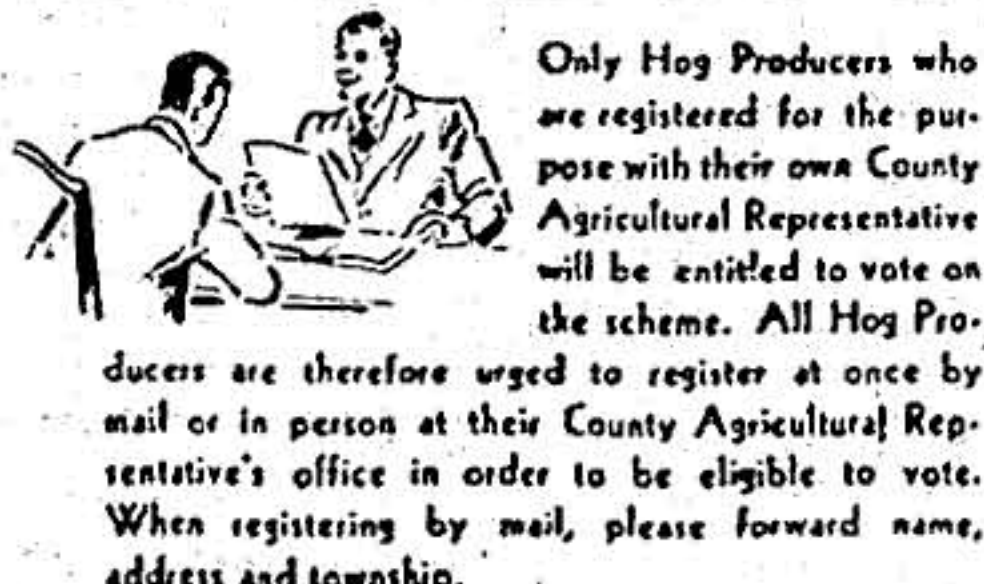 Only Hog Producers who
are registered for the pur-
pose with their own County
Agricultural Representative
will be entitled to vote on
the scheme. All Hog Pro-
ducers are therefore urged to register at once by
mail or in person at their County Agricultural Rep-
sentative's office in order to be eligible to vote.
When registering by mail, please forward name,
address and township.